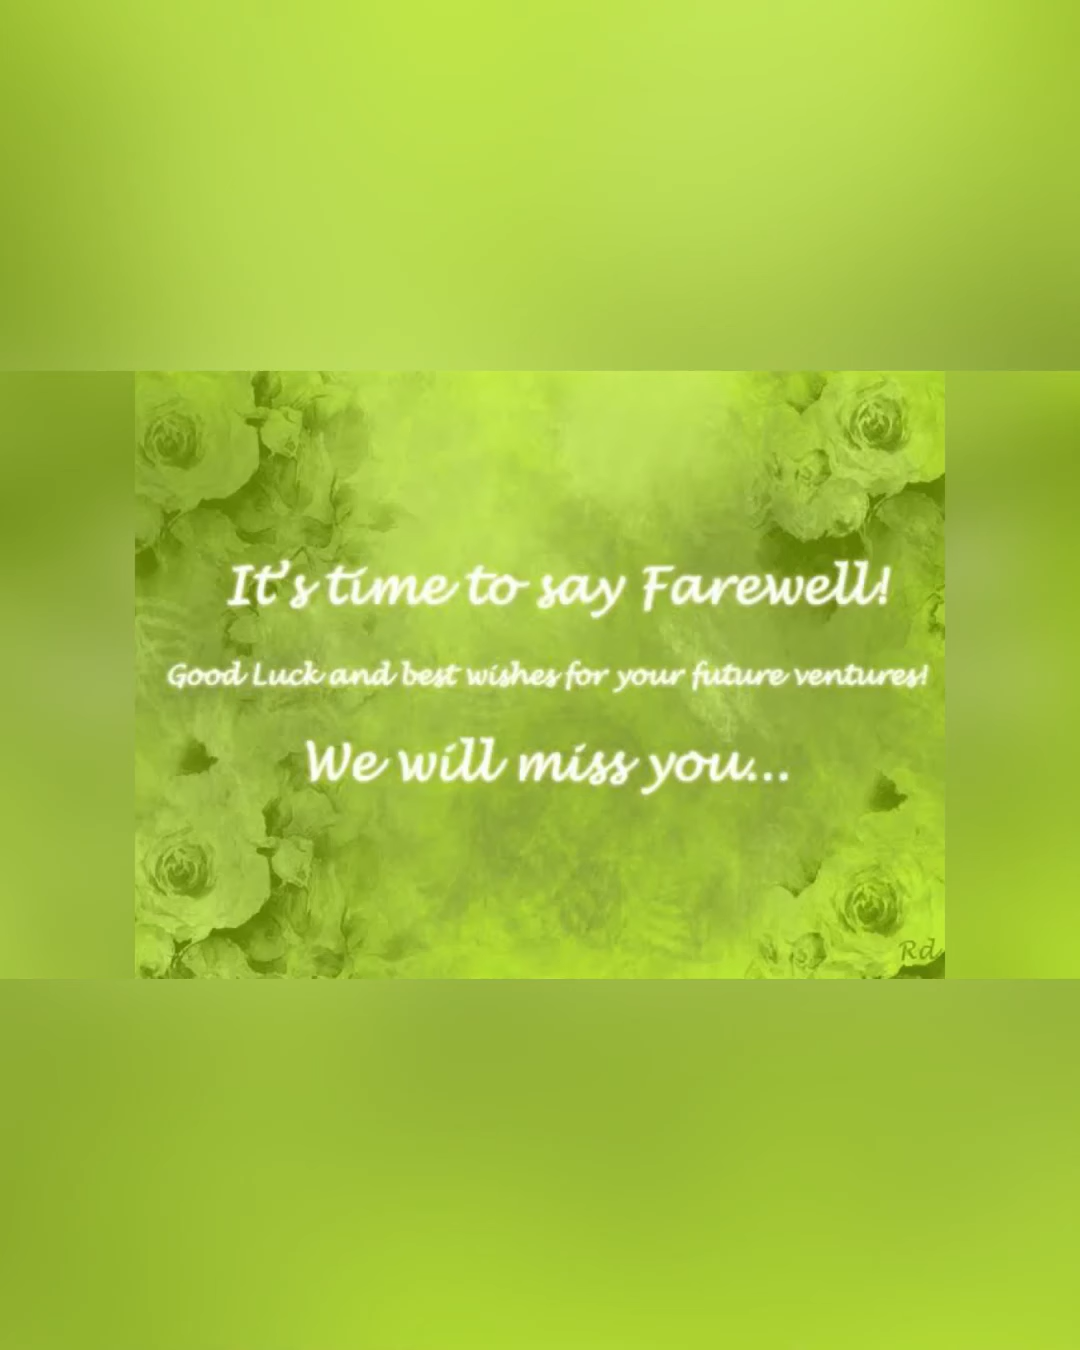 It's time to say Farewell!
Good Luck and best wishes for your future ventures!
We will miss you...
Rd